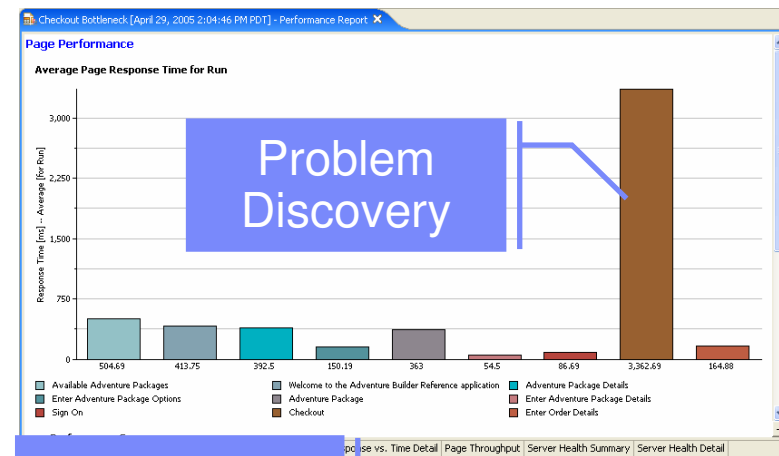 Checkout Bottleneck [April 29, 2005 2:04:46 PM PDT] - Performance Report
Page Performance
Average Page Response Time for Run
Response Time [ms] -- Average [for Run]
3,000
2,250
1,500
750
0
Problem
Discovery
504.69 413.75 392.5 150.19 363 54.5 86.69 3,362.69 164.88
Available Adventure Packages Welcome to the Adventure Builder Reference application Adventure Package Details
Enter Adventure Package Options Adventure Package Enter Adventure Package Details
Sign On Checkout Enter Order Details
vs. Time Detail Page Throughput Server Health Summary Server Health Detail